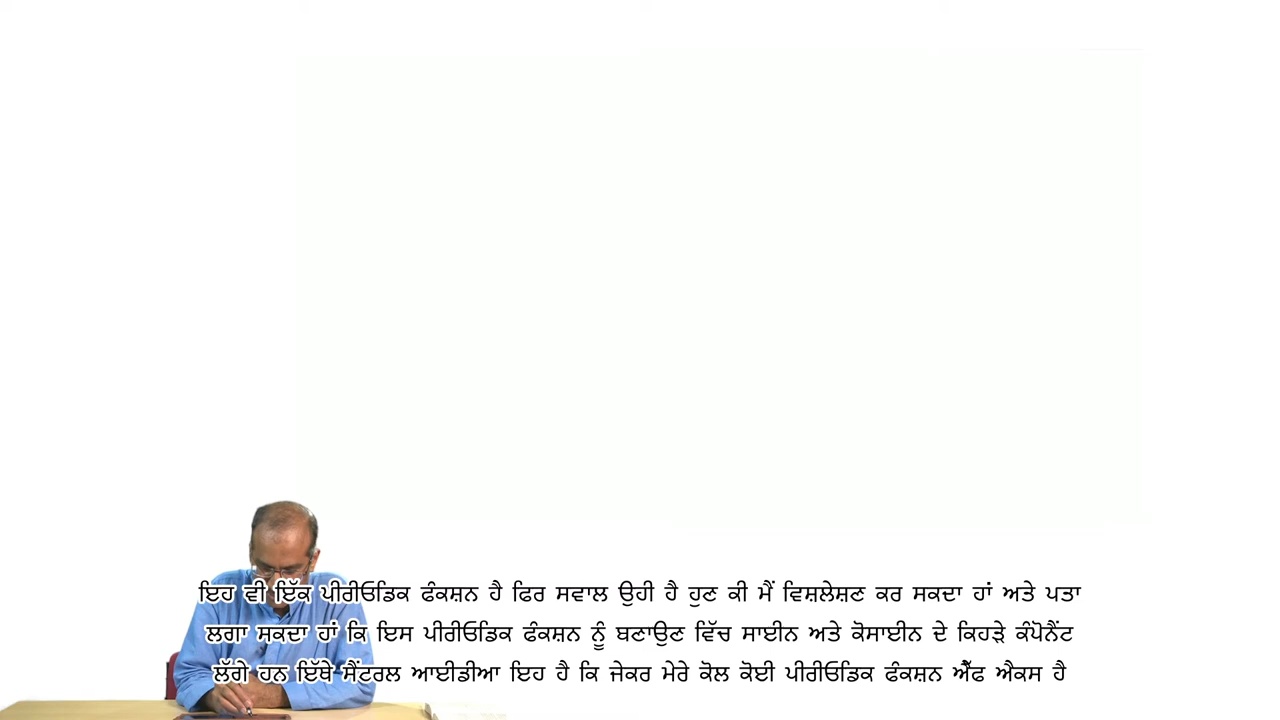 ਇਹ ਵੀ ਇੱਕ ਪੀਰੀਓਡਿਕ ਫੰਕਸ਼ਨ ਹੈ ਫਿਰ ਸਵਾਲ ਉਹੀ ਹੈ ਹੁਣ ਕੀ ਮੈਂ ਵਿਸ਼ਲੇਸ਼ਣ ਕਰ ਸਕਦਾ ਹਾਂ ਅਤੇ ਪਤਾ
ਲਗਾ ਸਕਦਾ ਹਾਂ ਕਿ ਇਸ ਪੀਰੀਓਡਿਕ ਫੰਕਸ਼ਨ ਨੂੰ ਬਣਾਉਣ ਵਿੱਚ ਸਾਈਨ ਅਤੇ ਕੋਸਾਈਨ ਦੇ ਕਿਹੜੇ ਕੰਪੋਨੈਂਟ
ਲੱਗੇ ਹਨ ਇੱਥੇ ਸੈਂਟਰਲ ਆਈਡੀਆ ਇਹ ਹੈ ਕਿ ਜੇਕਰ ਮੇਰੇ ਕੋਲ ਕੋਈ ਪੀਰੀਓਡਿਕ ਫੰਕਸ਼ਨ ਐੱਫ ਐਕਸ ਹੈ